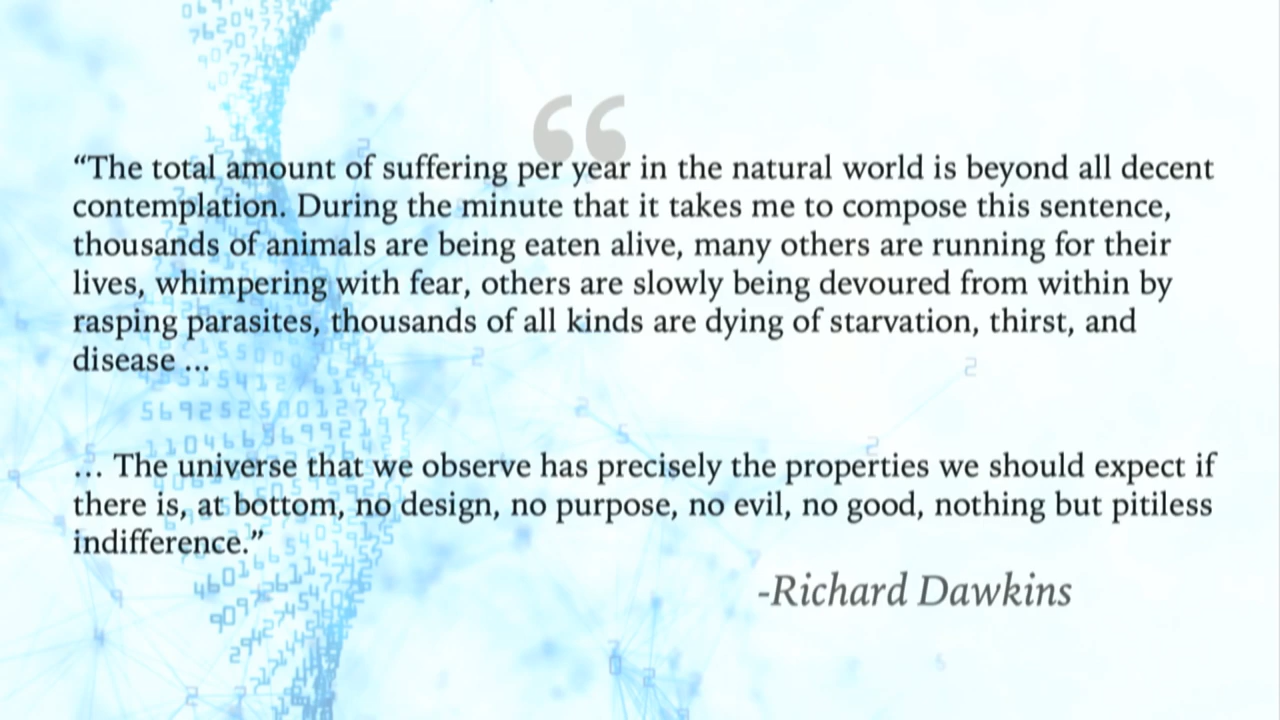 “The total amount of suffering per year in the natural world is beyond all decent
contemplation. During the minute that it takes me to compose this sentence,
thousands of animals are being eaten alive, many others are running for their
lives, whimpering with fear, others are slowly being devoured from within by
rasping parasites, thousands of all kinds are dying of starvation, thirst, and
disease ...
... The universe that we observe has precisely the properties we should expect if
there is, at bottom, no design, no purpose, no evil, no good, nothing but pitiless
indifference.”
-Richard Dawkins